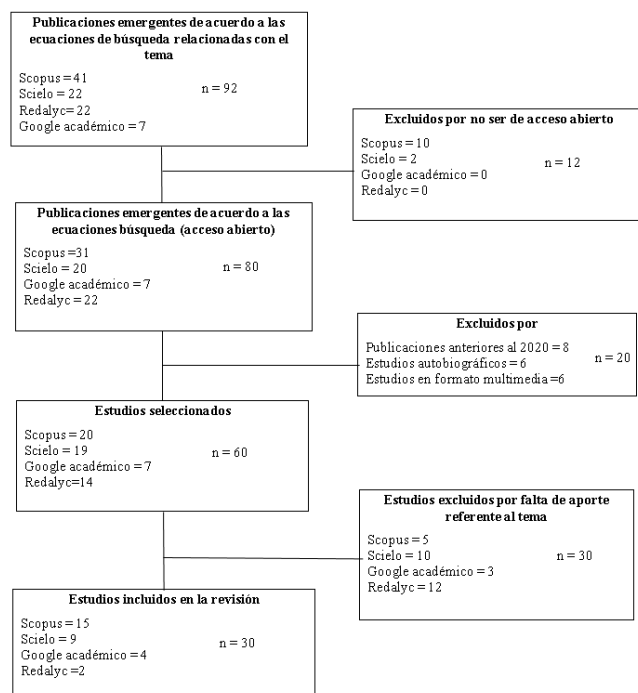 Publicaciones emergentes de acuerdo a las
ecuaciones de búsqueda relacionadas con el
tema
Scopus = 41
Scielo = 22
Redalyc = 22
Google académico = 7
n = 92
Excluidos por no ser de acceso abierto
Scopus = 10
Scielo = 2
Google académico = 0
Redalyc = 0
n = 12
Publicaciones emergentes de acuerdo a las
ecuaciones búsqueda (acceso abierto)
Scopus =31
Scielo = 20
Google académico = 7
Redalyc = 22
n = 80
Excluidos por
Publicaciones anteriores al 2020 = 8
Estudios autobiográficos = 6
Estudios en formato multimedia =6
n = 20
Estudios seleccionados
Scopus = 20
Scielo = 19
Google académico = 7
Redalyc=14
n = 60
Estudios excluidos por falta de aporte
referente al tema
Scopus = 5
Scielo = 10
Google académico = 3
Redalyc = 12
n = 30
Estudios incluidos en la revisión
Scopus = 15
Scielo = 9
Google académico = 4
Redalyc =2
n = 30